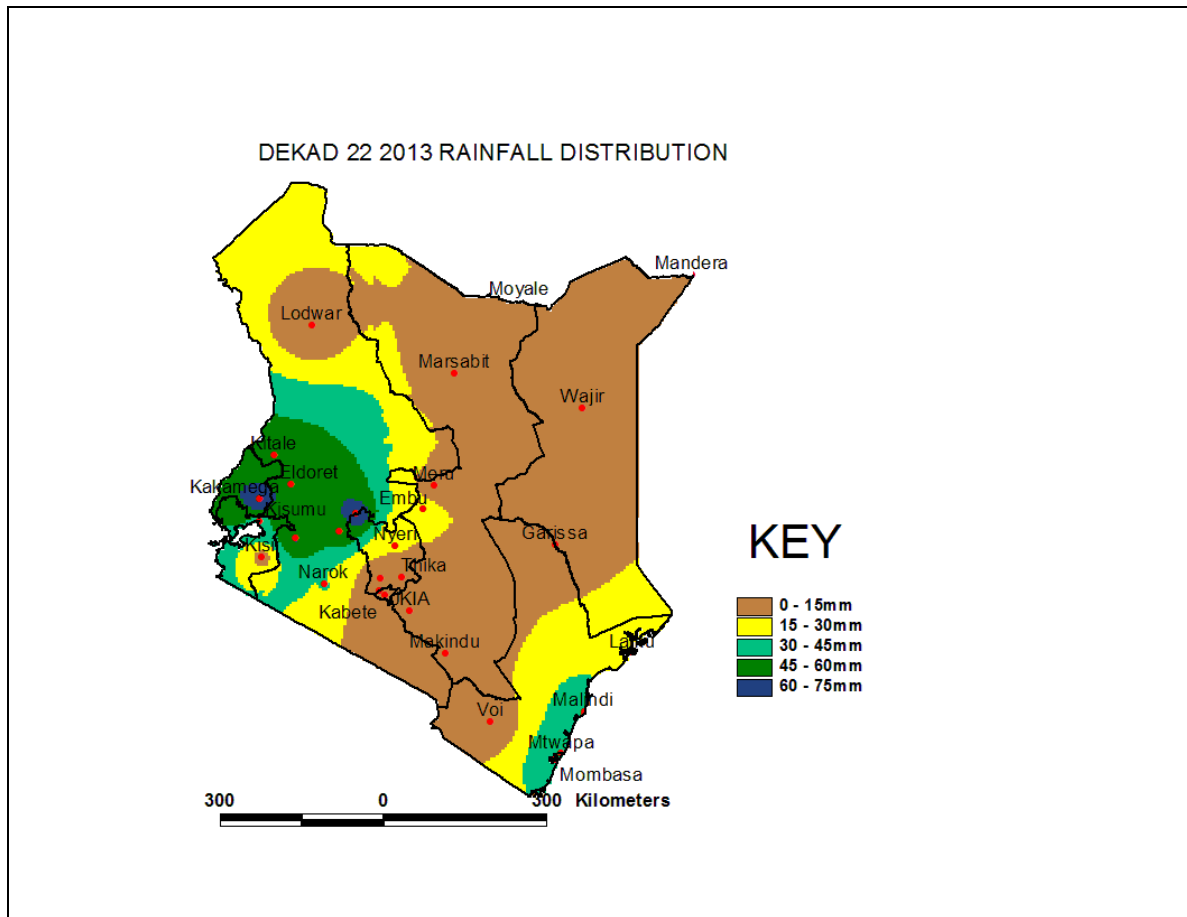 DEKAD 22 2013 RAINFALL DISTRIBUTION
Mandera
Moyale
Lodwar
Marsabit
Wajir
Kitale
Eldoret
Meru
Kakamega
Embu
Kisumu
Garissa
Nyeri
Kisii
Narok
Thika
Kabete
JKIA
Makindu
Lamu
Voi
Malindi
Mtwapa
Mombasa
KEY
0 - 15mm
15 - 30mm
30 - 45mm
45 - 60mm
60 - 75mm
300 0 300 Kilometers